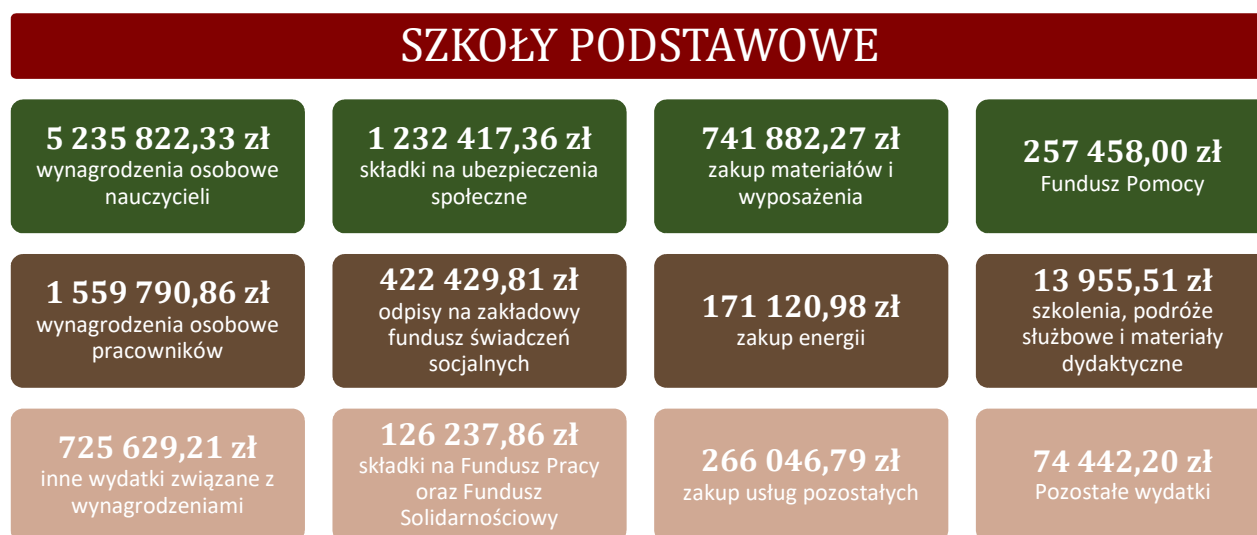 SZKOŁY PODSTAWOWE
5 235 822,33 zł
wynagrodzenia osobowe
nauczycieli
1 232 417,36 zł
składki na ubezpieczenia
społeczne
741 882,27 zł
zakup materiałów i
wyposażenia
257 458,00 zł
Fundusz Pomocy
1 559 790,86 zł
wynagrodzenia osobowe
pracowników
422 429,81 zł
odpisy na zakładowy
fundusz świadczeń
socjalnych
171 120,98 zł
zakup energii
13 955,51 zł
szkolenia, podróże
służbowe i materiały
dydaktyczne
725 629,21 zł
inne wydatki związane z
wynagrodzeniami
126 237,86 zł
składki na Fundusz Pracy
oraz Fundusz
Solidarnościowy
266 046,79 zł
zakup usług pozostałych
74 442,20 zł
Pozostałe wydatki